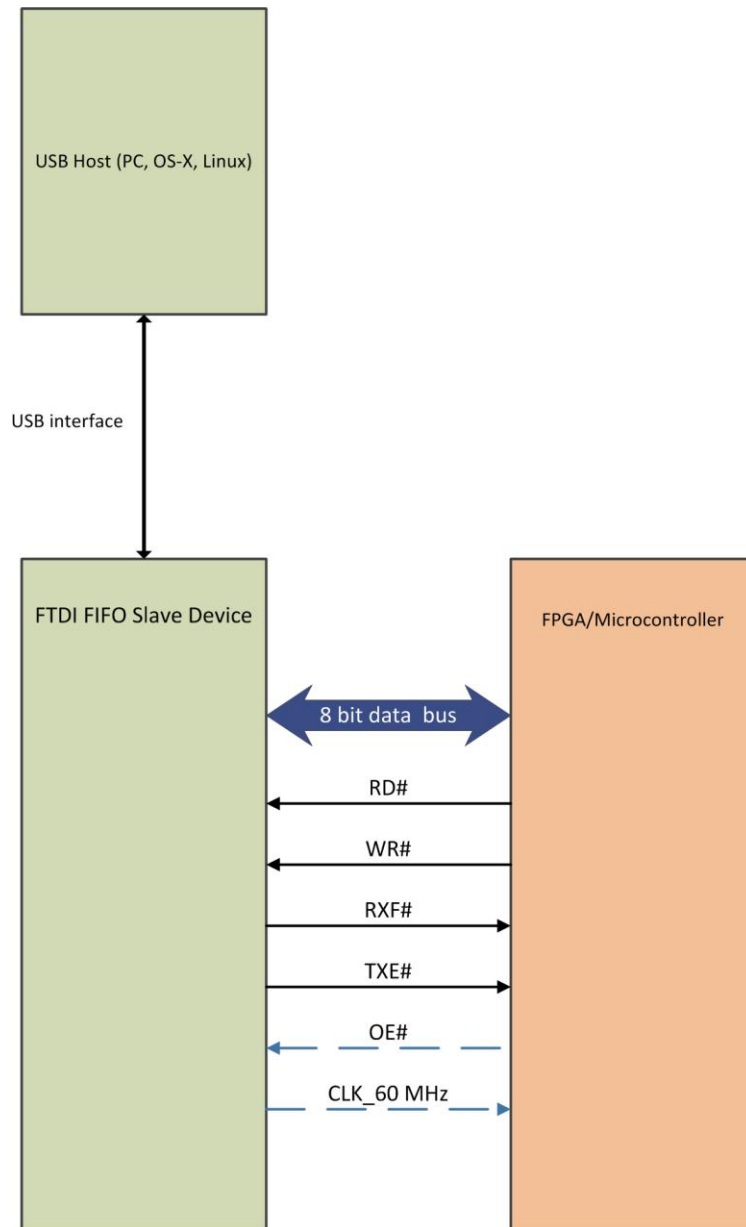 USB Host (PC, OS-X, Linux)
USB interface
FTDI FIFO Slave Device
FPGA/Microcontroller
8 bit data bus
RD#
WR#
RXF#
TXE#
OE#
CLK_60 MHz